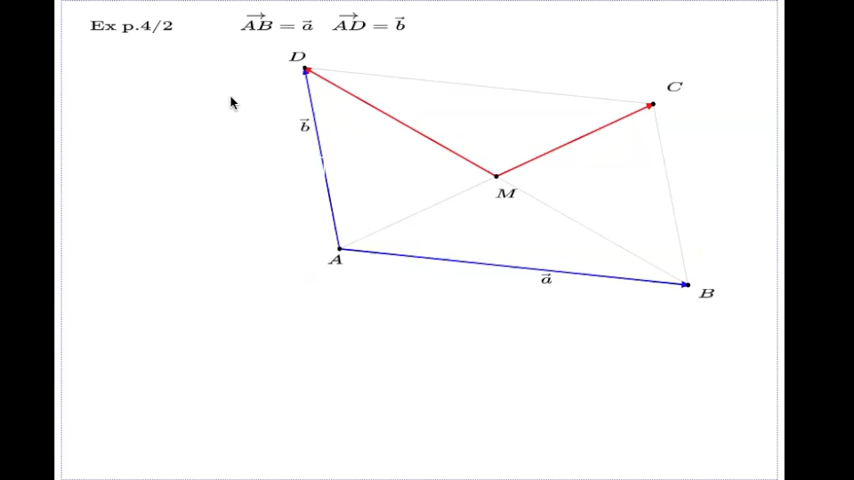 Ex p.4/2 $\overrightarrow{AB} = \vec{a}$ $\overrightarrow{AD} = \vec{b}$
D
C
$\vec{b}$
M
A
$\vec{a}$
B